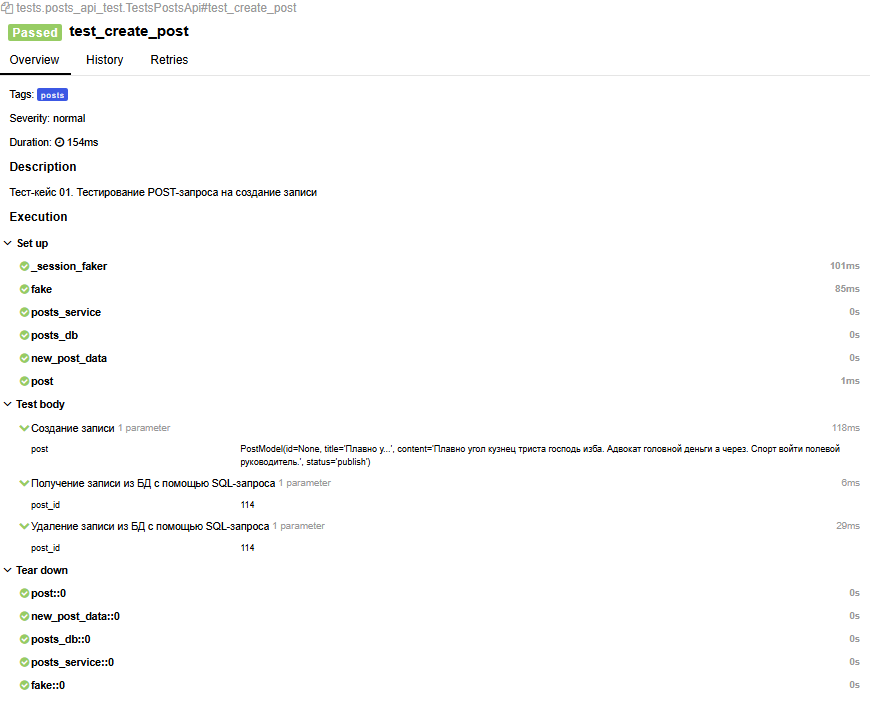 tests.posts_api_test.TestsPostsApi#test_create_post
Passed test_create_post
Overview History Retries
Tags: posts
Severity: normal
Duration: 154ms
Description
Тест-кейс 01. Тестирование POST-запроса на создание записи
Execution
Set up
_session_faker 101ms
fake 85ms
posts_service 0s
posts_db 0s
new_post_data 0s
post 1ms
Test body
Создание записи 1 parameter 118ms
post PostModel(id=None, title='Плавно у...', content='Плавно угол кузнец триста господь изба. Адвокат головной деньги а через. Спорт войти полевой
руководитель.', status='publish')
Получение записи из БД с помощью SQL-запроса 1 parameter 6ms
post_id 114
Удаление записи из БД с помощью SQL-запроса 1 parameter 29ms
post_id 114
Tear down
post::0 0s
new_post_data::0 0s
posts_db::0 0s
posts_service::0 0s
fake::0 0s